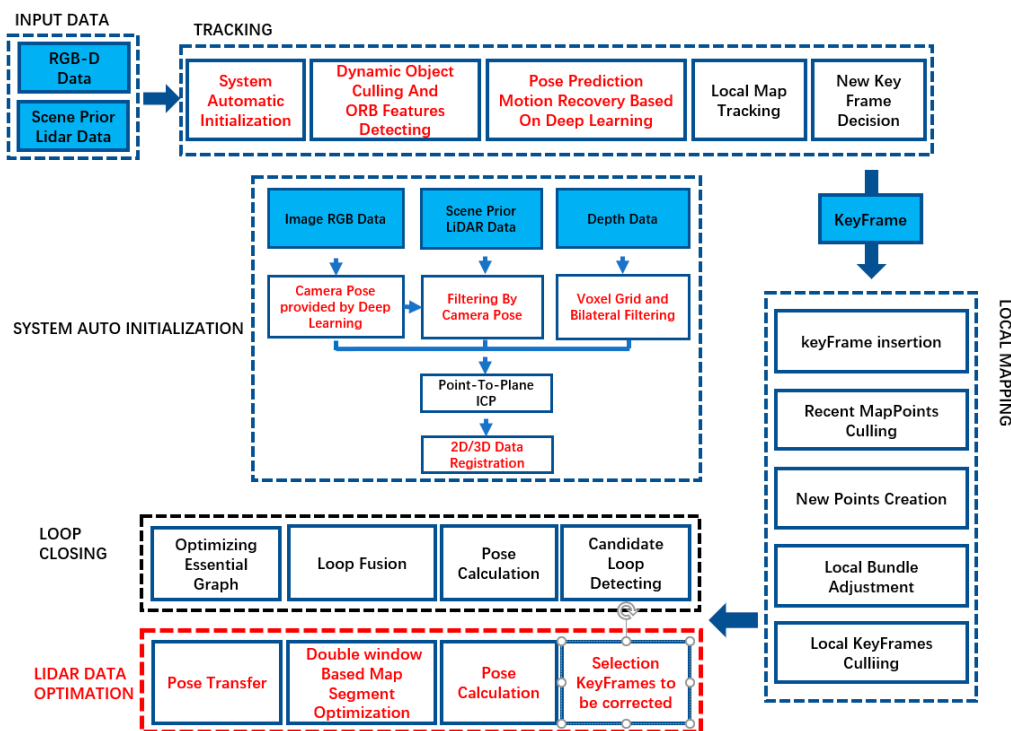 INPUT DATA
RGB-D
Data
Scene Prior
Lidar Data
TRACKING
System
Automatic
Initialization
Dynamic Object
Culling And
ORB Features
Detecting
Pose Prediction
Motion Recovery Based
On Deep Learning
Local Map
Tracking
New Key
Frame
Decision
KeyFrame
SYSTEM AUTO INITIALIZATION
Image RGB Data
Scene Prior
LiDAR Data
Depth Data
Camera Pose
provided by Deep
Learning
Filtering By
Camera Pose
Voxel Grid and
Bilateral Filtering
Point-To-Plane
ICP
2D/3D Data
Registration
LOCAL MAPPING
keyFrame insertion
Recent MapPoints
Culling
New Points Creation
Local Bundle
Adjustment
Local KeyFrames
Culliing
LOOP
CLOSING
Optimizing
Essential
Graph
Loop Fusion
Pose
Calculation
Candidate
Loop
Detecting
LIDAR DATA
OPTIMATION
Pose Transfer
Double window
Based Map
Segment
Optimization
Pose
Calculation
Selection
KeyFrames to
be corrected